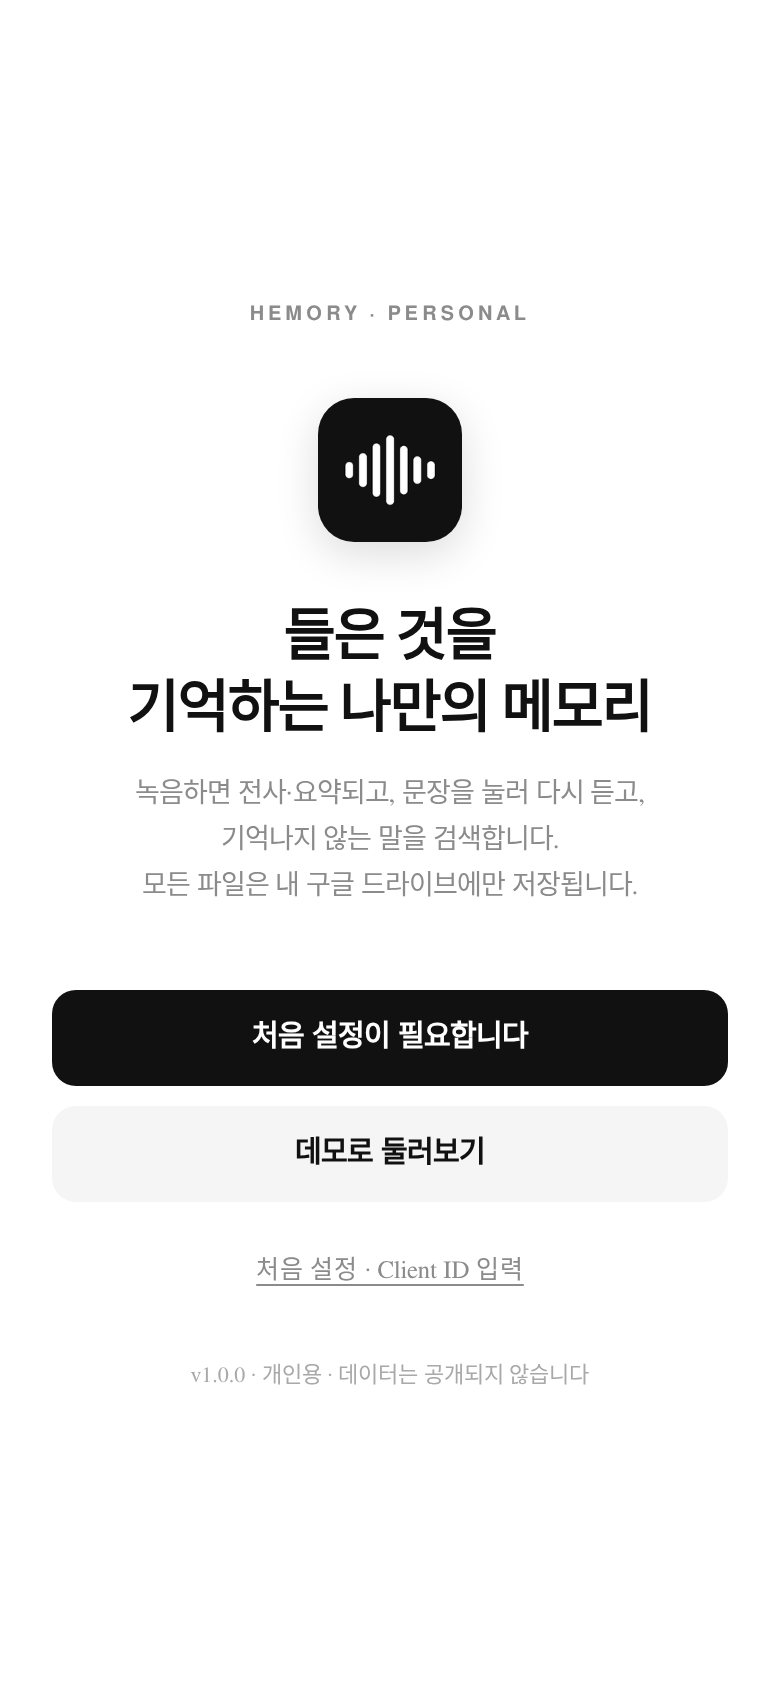 HEMORY · PERSONAL
들은 것을
기억하는 나만의 메모리
녹음하면 전사·요약되고, 문장을 눌러 다시 듣고,
기억나지 않는 말을 검색합니다.
모든 파일은 내 구글 드라이브에만 저장됩니다.
처음 설정이 필요합니다
데모로 둘러보기
처음 설정 · Client ID 입력
v1.0.0 · 개인용 · 데이터는 공개되지 않습니다